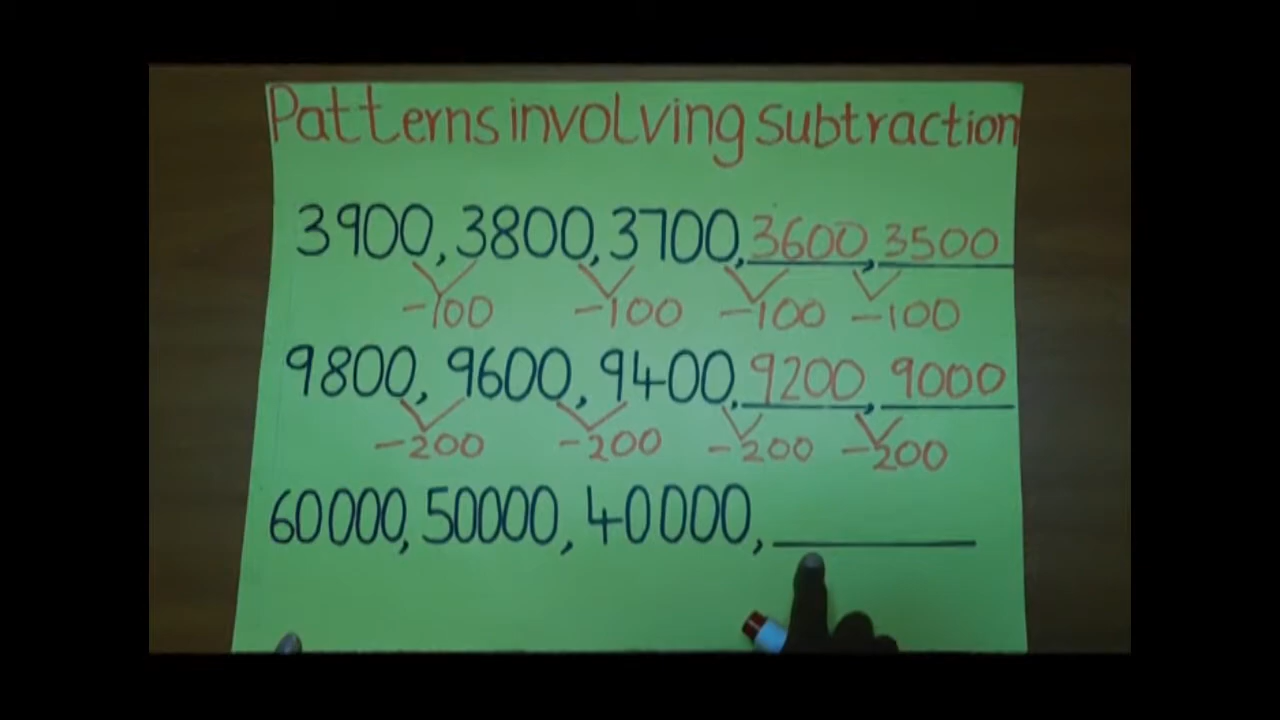 Patterns involving subtraction
3900, 3800, 3700, 3600, 3500
-100 -100 -100 -100
9800, 9600, 9400, 9200, 9000
-200 -200 -200 -200
60000, 50000, 40000,